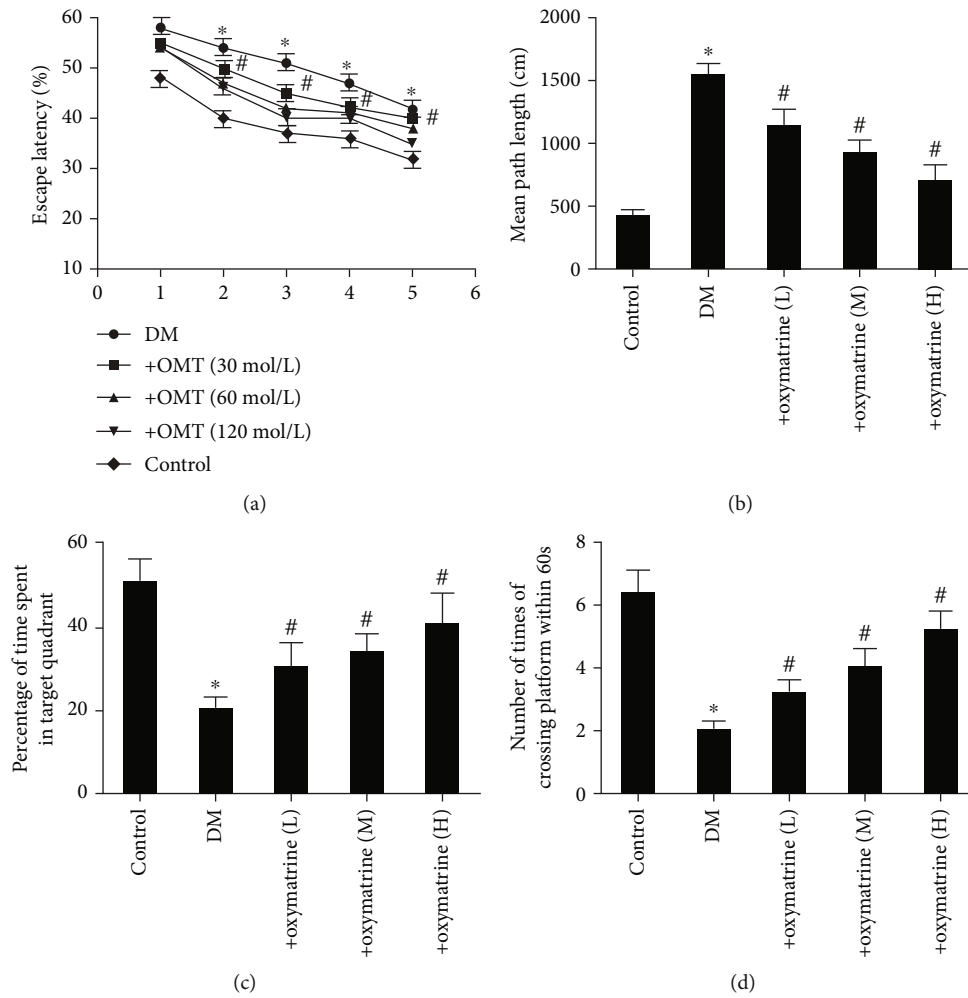 60
50
40
30
20
10
Escape latency (%)
* * * *
# # # #
0 1 2 3 4 5 6
DM
+OMT (30 mol/L)
+OMT (60 mol/L)
+OMT (120 mol/L)
Control
(a)
2000
1500
1000
500
0
Mean path length (cm)
*
#
#
#
Control
DM
+oxymatrine (L)
+oxymatrine (M)
+oxymatrine (H)
(b)
60
40
20
0
Percentage of time spent
in target quadrant
*
#
#
#
Control
DM
+oxymatrine (L)
+oxymatrine (M)
+oxymatrine (H)
(c)
8
6
4
2
0
Number of times of
crossing platform within 60s
*
#
#
#
Control
DM
+oxymatrine (L)
+oxymatrine (M)
+oxymatrine (H)
(d)